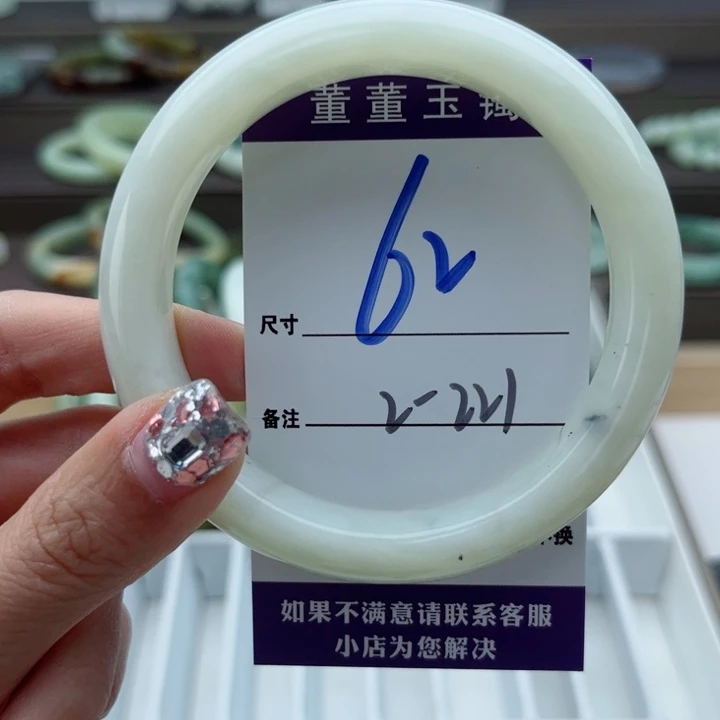 董董玉镯
62
尺寸
备注 2-221
换
如果不满意请联系客服
小店为您解决